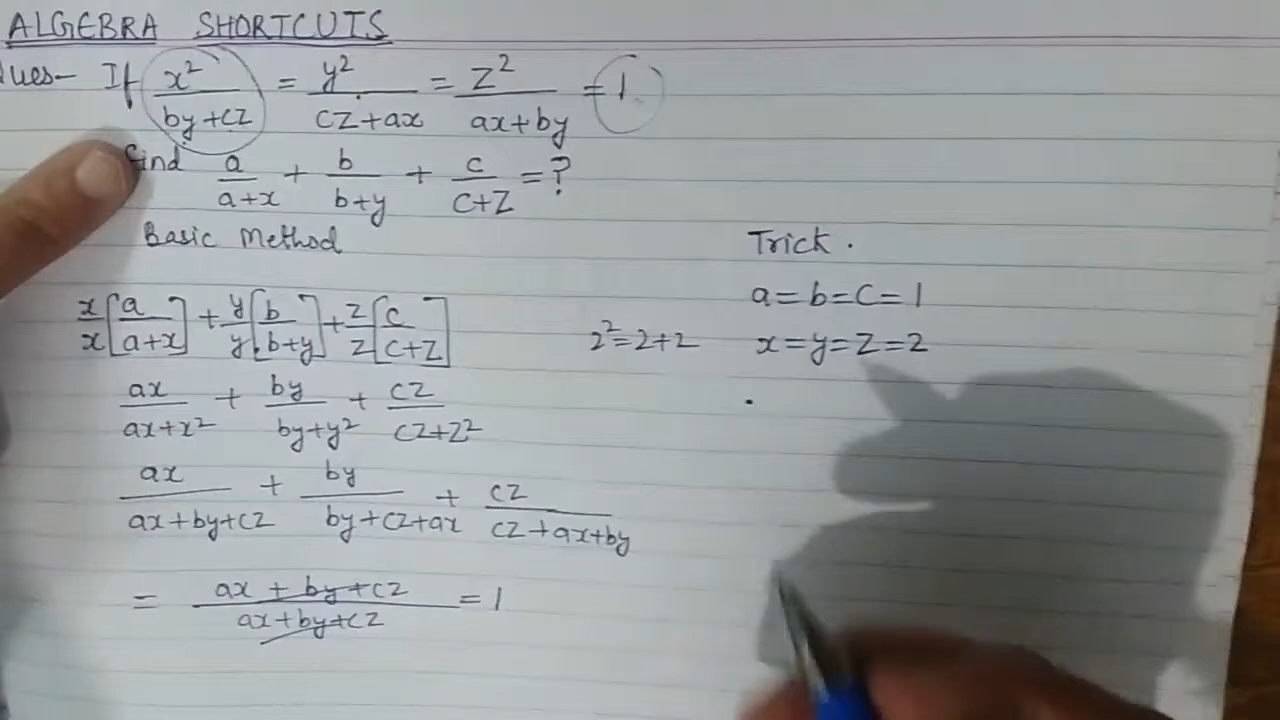 ALGEBRA SHORTCUTS
Ques- If x²/(by+cz) = y²/(cz+ax) = z²/(ax+by) = 1
find a/(a+x) + b/(b+y) + c/(c+z) = ?
Basic Method
x/x[a/(a+x)] + y/y[b/(b+y)] + z/z[c/(c+z)]
ax/(ax+x²) + by/(by+y²) + cz/(cz+z²)
ax/(ax+by+cz) + by/(by+cz+ax) + cz/(cz+ax+by)
= (ax+by+cz)/(ax+by+cz) = 1
Trick .
a=b=c=1
2²=2+2 x=y=z=2